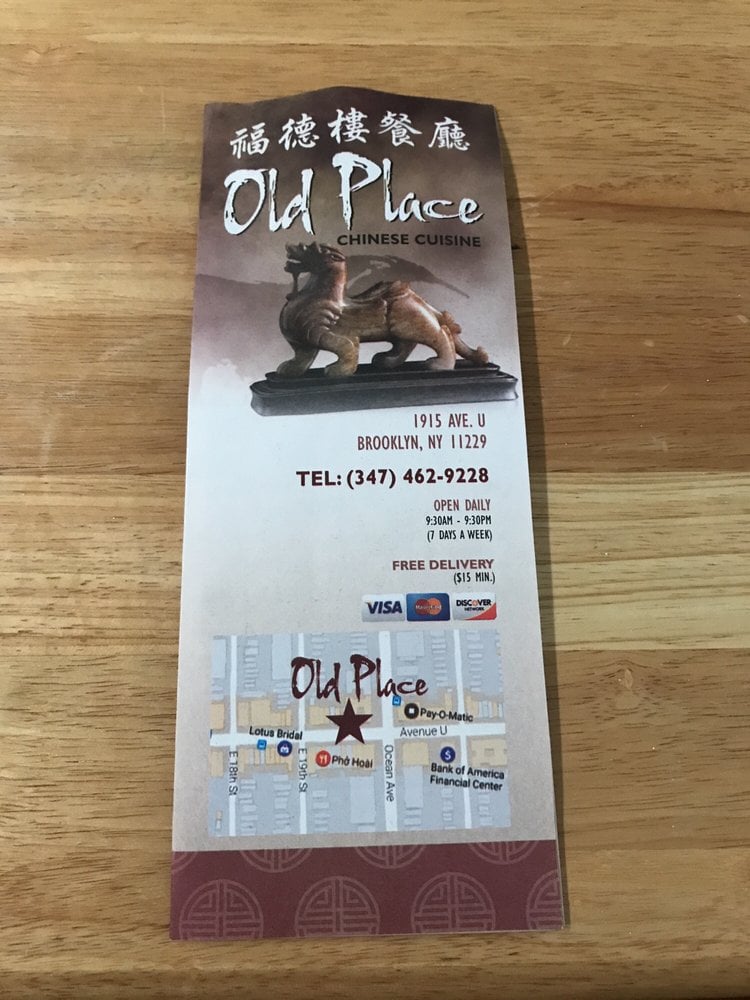 福德樓餐廳
Old Place
CHINESE CUISINE
1915 AVE. U
BROOKLYN, NY 11229
TEL: (347) 462-9228
OPEN DAILY
9:30AM - 9:30PM
(7 DAYS A WEEK)
FREE DELIVERY
($15 MIN.)
VISA MasterCard DISCOVER
NETWORK
Old Place
Pay-O-Matic
Lotus Bridal
Avenue U
Phở Hoài
E 18th St
E 19th St
Ocean Ave
$
Bank of America
Financial Center